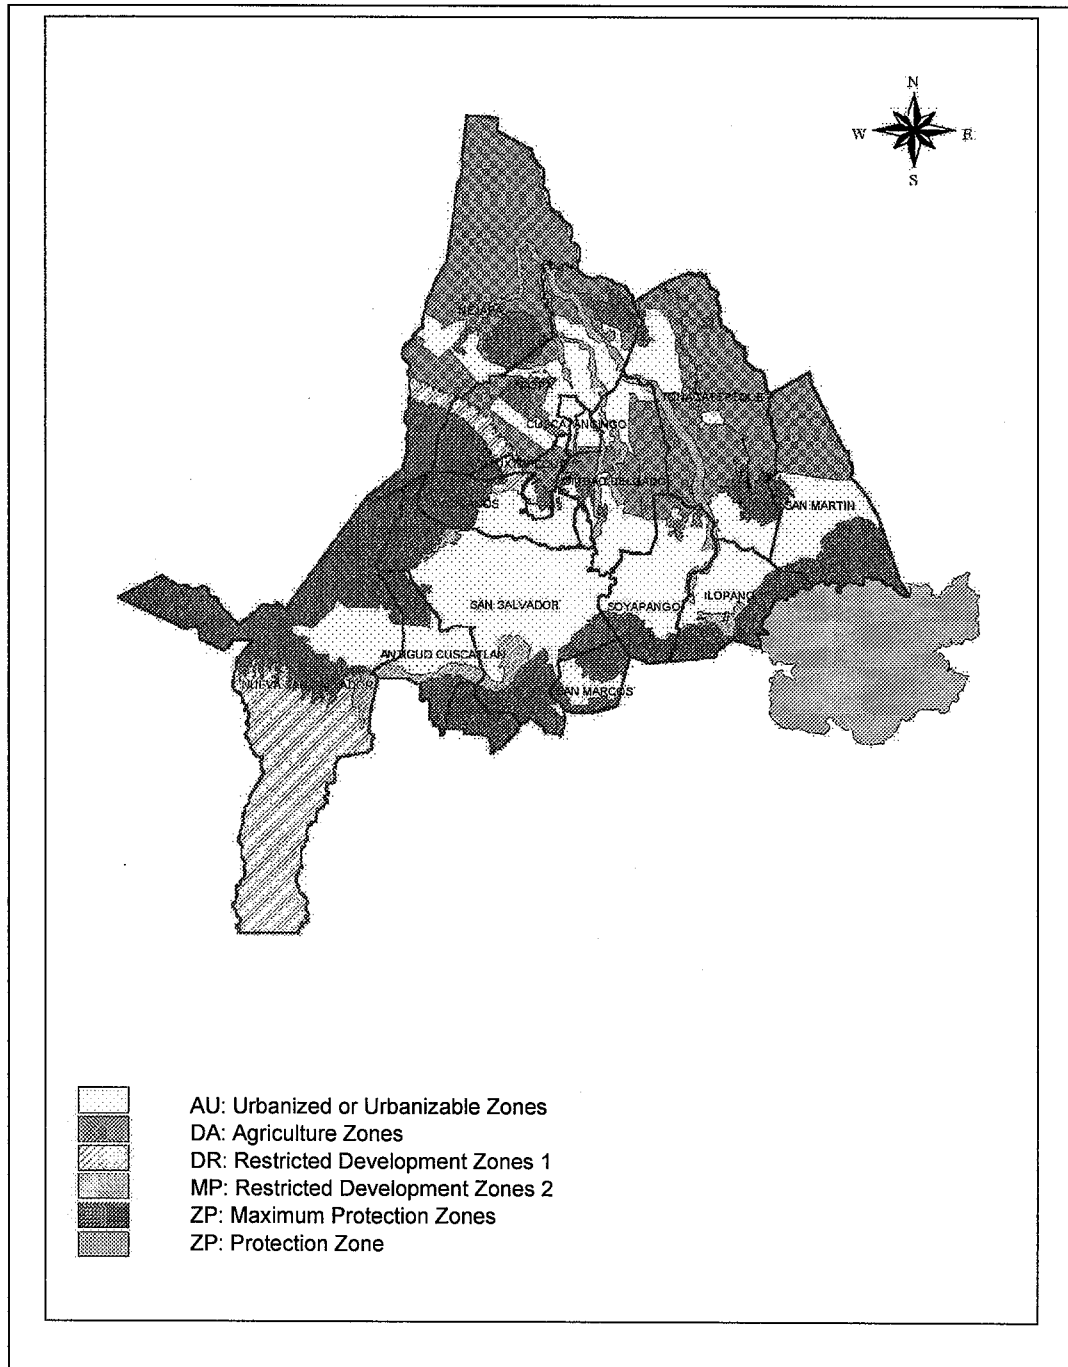 N
W E
S
NEJAPA
CUSCATANCINGO
SAN MARTIN
SAN SALVADOR
SOYAPANGO
ILOPANGO
ANTIGUO CUSCATLAN
SAN MARCOS
AU: Urbanized or Urbanizable Zones
DA: Agriculture Zones
DR: Restricted Development Zones 1
MP: Restricted Development Zones 2
ZP: Maximum Protection Zones
ZP: Protection Zone